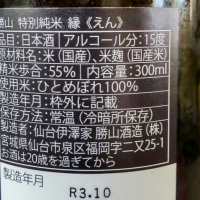 勝山 特別純米 縁《えん》
品目:日本酒 アルコール分:15度
原材料:米(国産)、米麹(国産米)
精米歩合:55% 内容量:300ml
使用米:ひとめぼれ100%
製造年月:枠外に記載
保存方法:常温(冷暗所保存)
製造者:仙台伊澤家 勝山酒造(株)
宮城県仙台市泉区福岡字二又25-1
お酒は20歳を過ぎてから
製造年月
R3.10